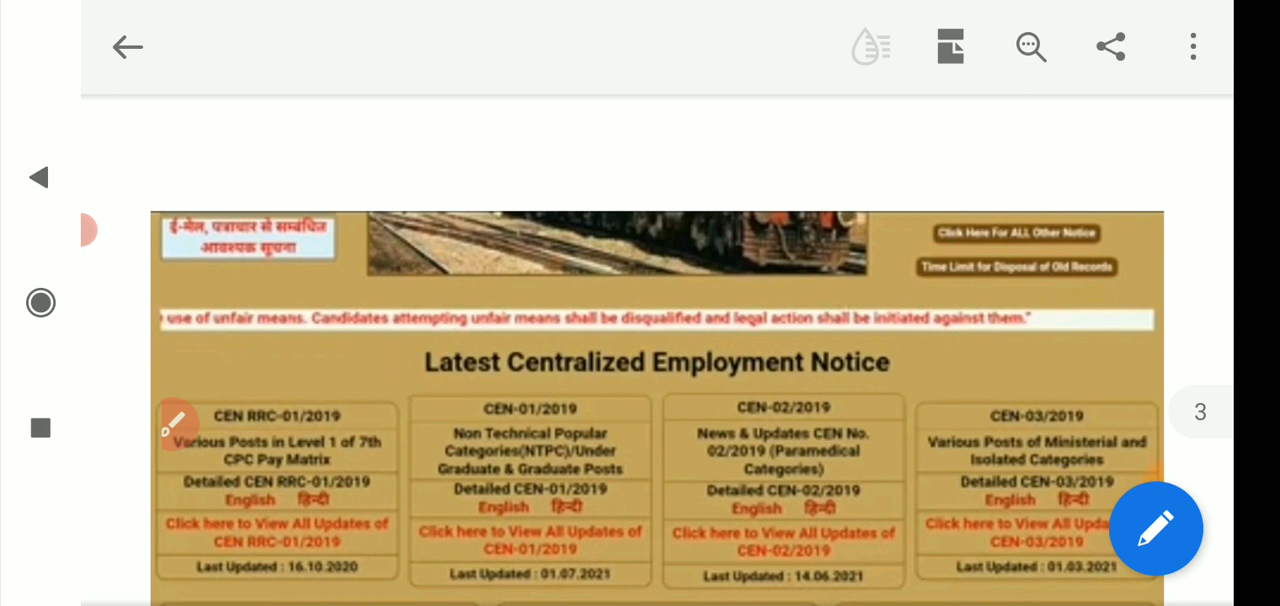 ई-मेल, पत्राचार से सम्बंधित
आवश्यक सूचना
Click Here For ALL Other Notice
Time Limit for Disposal of Old Records
use of unfair means. Candidates attempting unfair means shall be disqualified and legal action shall be initiated against them."
Latest Centralized Employment Notice
3
CEN RRC-01/2019
Various Posts in Level 1 of 7th
CPC Pay Matrix
Detailed CEN RRC-01/2019
English हिन्दी
Click here to View All Updates of
CEN RRC-01/2019
Last Updated : 16.10.2020
CEN-01/2019
Non Technical Popular
Categories(NTPC)/Under
Graduate & Graduate Posts
Detailed CEN-01/2019
English हिन्दी
Click here to View All Updates of
CEN-01/2019
Last Updated : 01.07.2021
CEN-02/2019
News & Updates CEN No.
02/2019 (Paramedical
Categories)
Detailed CEN-02/2019
English हिन्दी
Click here to View All Updates of
CEN-02/2019
Last Updated : 14.06.2021
CEN-03/2019
Various Posts of Ministerial and
Isolated Categories
Detailed CEN-03/2019
English हिन्दी
Click here to View All Upda
CEN-03/2019
Last Updated : 01.03.2021